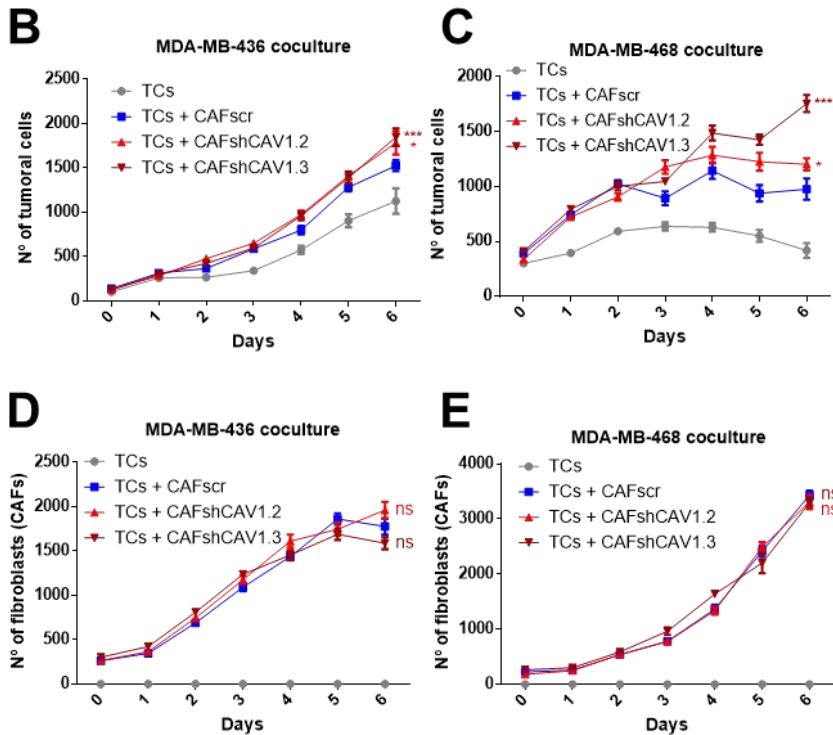 B
MDA-MB-436 coculture
Nº of tumoral cells
2500
2000
1500
1000
500
0
TCs
TCs + CAFscr
TCs + CAFshCAV1.2
TCs + CAFshCAV1.3
***
*
0 1 2 3 4 5 6
Days
C
MDA-MB-468 coculture
Nº of tumoral cells
2000
1500
1000
500
0
TCs
TCs + CAFscr
TCs + CAFshCAV1.2
TCs + CAFshCAV1.3
***
*
0 1 2 3 4 5 6
Days
D
MDA-MB-436 coculture
Nº of fibroblasts (CAFs)
2500
2000
1500
1000
500
0
TCs
TCs + CAFscr
TCs + CAFshCAV1.2
TCs + CAFshCAV1.3
ns
ns
0 1 2 3 4 5 6
Days
E
MDA-MB-468 coculture
Nº of fibroblasts (CAFs)
4000
3000
2000
1000
0
TCs
TCs + CAFscr
TCs + CAFshCAV1.2
TCs + CAFshCAV1.3
ns
ns
0 1 2 3 4 5 6
Days